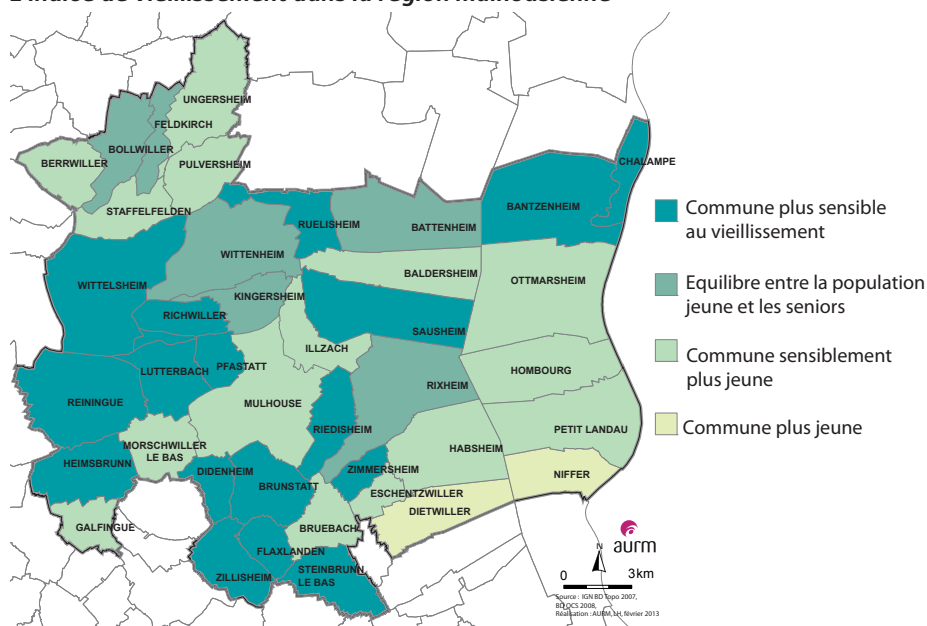 L'indice de vieillissement dans la région mulhousienne
UNGERSHEIM
FELDKIRCH
BOLLWILLER
BERRWILLER
PULVERSHEIM
CHALAMPE
STAFFELFELDEN
BANTZENHEIM
RUELISHEIM
BATTENHEIM
WITTENHEIM
BALDERSHEIM
OTTMARSHEIM
WITTELSHEIM
KINGERSHEIM
RICHWILLER
SAUSHEIM
ILLZACH
LUTTERBACH
PFASTATT
HOMBOURG
RIXHEIM
REININGUE
MULHOUSE
RIEDISHEIM
PETIT LANDAU
MORSCHWILLER
LE BAS
HABSHEIM
HEIMSBRUNN
DIDENHEIM
ZIMMERSHEIM
NIFFER
BRUNSTATT
ESCHENTZWILLER
DIETWILLER
GALFINGUE
BRUEBACH
FLAXLANDEN
STEINBRUNN
LE BAS
ZILLISHEIM
Commune plus sensible
au vieillissement
Equilibre entre la population
jeune et les seniors
Commune sensiblement
plus jeune
Commune plus jeune
aurm
N
0 3km
Source : IGN BD Topo 2007,
BD OCS 2008,
Réalisation : AURM, LH, février 2013